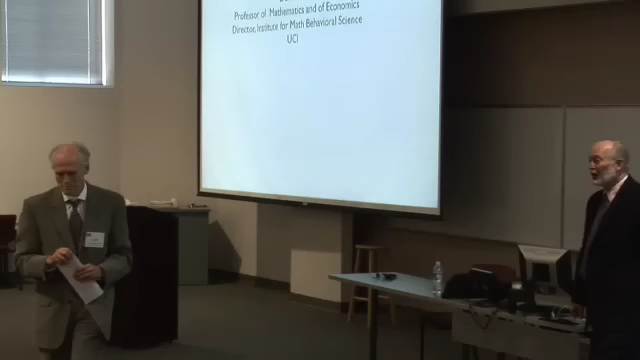 Professor of Mathematics and of Economics
Director, Institute for Math Behavioral Science
UCI